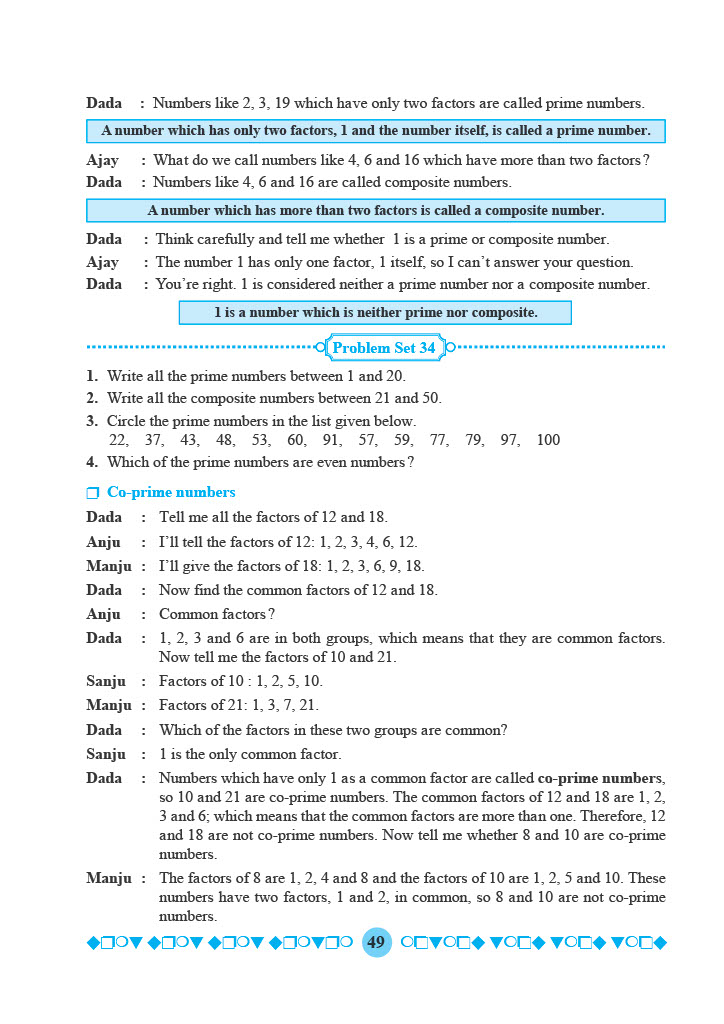 Dada : Numbers like 2, 3, 19 which have only two factors are called prime numbers.
A number which has only two factors, 1 and the number itself, is called a prime number.
Ajay : What do we call numbers like 4, 6 and 16 which have more than two factors?
Dada : Numbers like 4, 6 and 16 are called composite numbers.
A number which has more than two factors is called a composite number.
Dada : Think carefully and tell me whether 1 is a prime or composite number.
Ajay : The number 1 has only one factor, 1 itself, so I can't answer your question.
Dada : You're right. 1 is considered neither a prime number nor a composite number.
1 is a number which is neither prime nor composite.
Problem Set 34
1. Write all the prime numbers between 1 and 20.
2. Write all the composite numbers between 21 and 50.
3. Circle the prime numbers in the list given below.
22, 37, 43, 48, 53, 60, 91, 57, 59, 77, 79, 97, 100
4. Which of the prime numbers are even numbers?
❒ Co-prime numbers
Dada : Tell me all the factors of 12 and 18.
Anju : I'll tell the factors of 12: 1, 2, 3, 4, 6, 12.
Manju : I'll give the factors of 18: 1, 2, 3, 6, 9, 18.
Dada : Now find the common factors of 12 and 18.
Anju : Common factors?
Dada : 1, 2, 3 and 6 are in both groups, which means that they are common factors.
Now tell me the factors of 10 and 21.
Sanju : Factors of 10 : 1, 2, 5, 10.
Manju : Factors of 21: 1, 3, 7, 21.
Dada : Which of the factors in these two groups are common?
Sanju : 1 is the only common factor.
Dada : Numbers which have only 1 as a common factor are called co-prime numbers,
so 10 and 21 are co-prime numbers. The common factors of 12 and 18 are 1, 2,
3 and 6; which means that the common factors are more than one. Therefore, 12
and 18 are not co-prime numbers. Now tell me whether 8 and 10 are co-prime
numbers.
Manju : The factors of 8 are 1, 2, 4 and 8 and the factors of 10 are 1, 2, 5 and 10. These
numbers have two factors, 1 and 2, in common, so 8 and 10 are not co-prime
numbers.
49